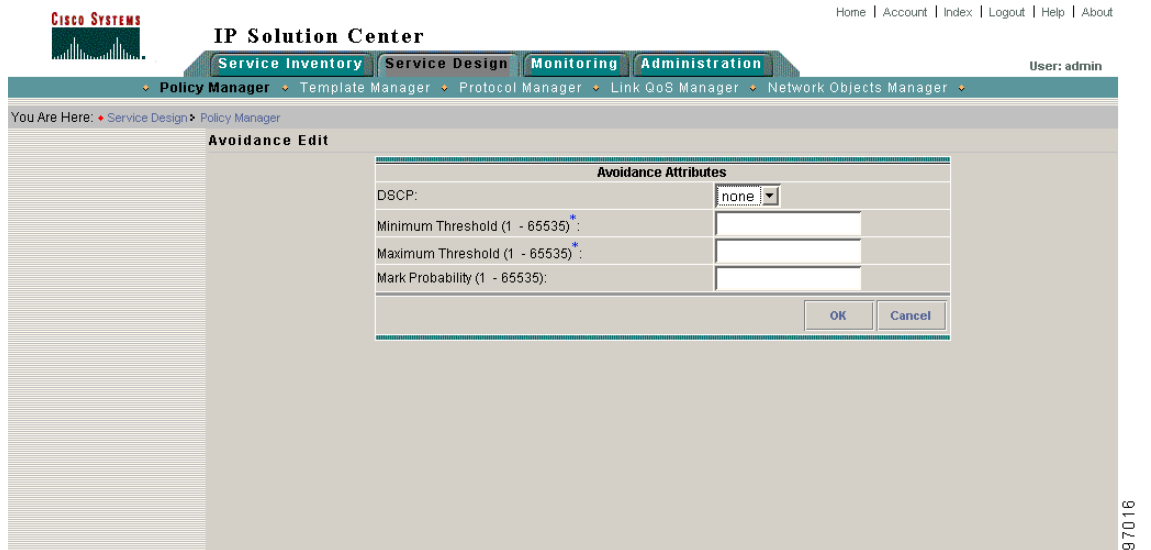 Home | Account | Index | Logout | Help | About
CISCO SYSTEMS
IP Solution Center
Service Inventory Service Design Monitoring Administration
User: admin
Policy Manager Template Manager Protocol Manager Link QoS Manager Network Objects Manager
You Are Here: Service Design Policy Manager
Avoidance Edit
Avoidance Attributes
DSCP: none
Minimum Threshold (1 - 65535)*:
Maximum Threshold (1 - 65535)*:
Mark Probability (1 - 65535):
OK Cancel
97016